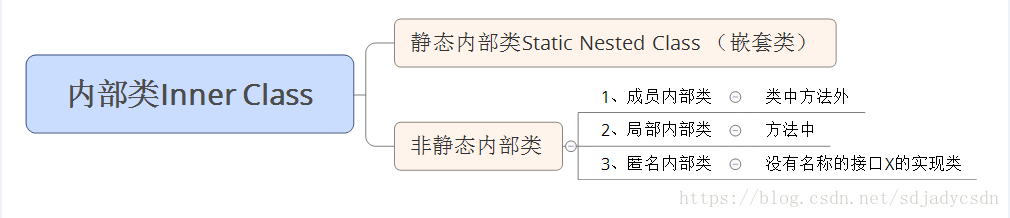 内部类Inner Class
静态内部类Static Nested Class （嵌套类）
非静态内部类
1、成员内部类 类中方法外
2、局部内部类 方法中
3、匿名内部类 没有名称的接口X的实现类
https://blog.csdn.net/sdjadycsdn